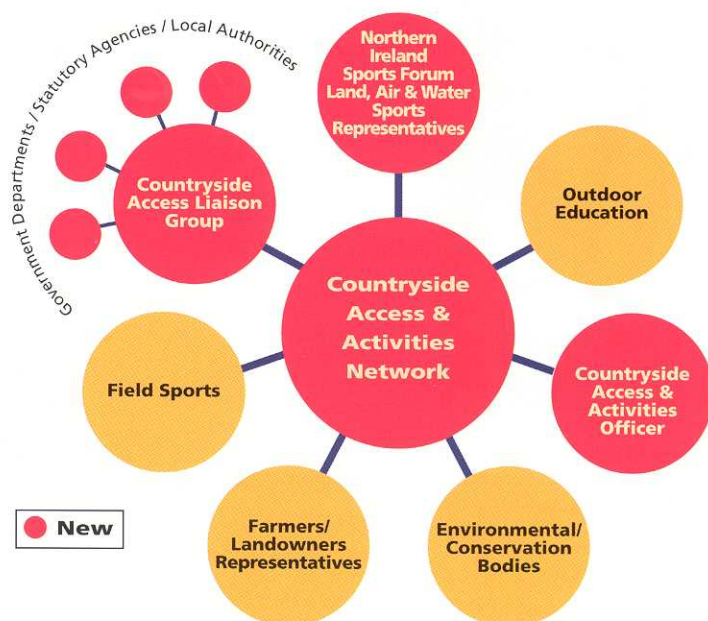 Government Departments / Statutory Agencies / Local Authorities
Northern
Ireland
Sports Forum
Land, Air & Water
Sports
Representatives
Countryside
Access Liaison
Group
Outdoor
Education
Countryside
Access &
Activities
Network
Field Sports
Countryside
Access &
Activities
Officer
New
Farmers/
Landowners
Representatives
Environmental/
Conservation
Bodies